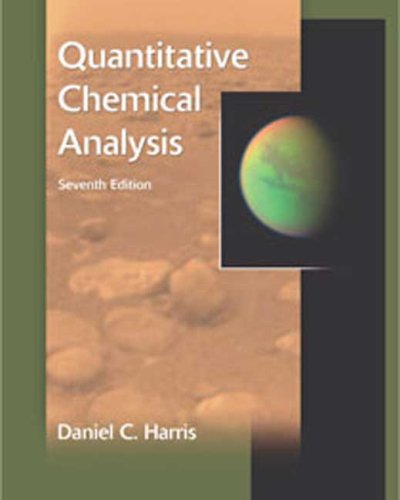 Quantitative
Chemical
Analysis
Seventh Edition
Daniel C. Harris